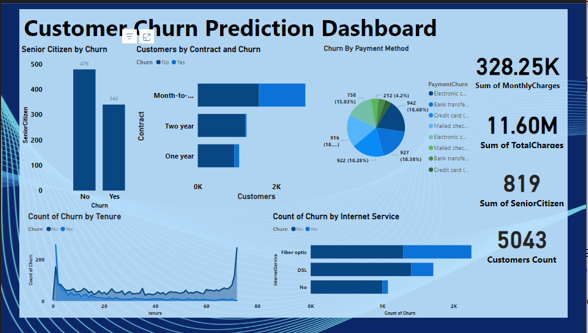 Customer Churn Prediction Dashboard
Senior Citizen by Churn
SeniorCitizen
500
400
300
200
100
0
479
340
No
Yes
Churn
Customers by Contract and Churn
Churn No Yes
Contract
Month-to-...
Two year
One year
0K
2K
Customers
Churn By Payment Method
758
(15.03%)
212 (4.2%)
942
(18.68%)
916
(18....)
922 (18.28%)
927
(18.38%)
PaymentChurn
Electronic c...
Bank transfe...
Credit card (...
Mailed chec...
Electronic c...
Mailed chec...
Bank transfe...
Credit card (...
328.25K
Sum of MonthlyCharges
11.60M
Sum of TotalCharges
819
Sum of SeniorCitizen
5043
Customers Count
Count of Churn by Tenure
Churn No Yes
Count of Churn
200
0
0
20
40
60
80
tenure
Count of Churn by Internet Service
Churn No Yes
InternetService
Fiber optic
DSL
No
0K
1K
2K
Count of Churn